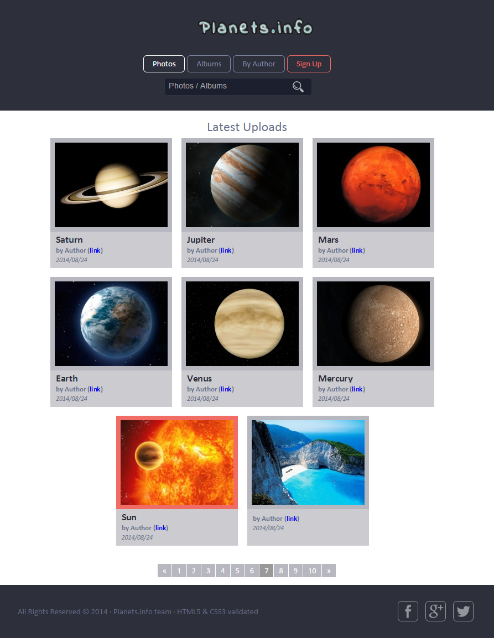 Planets.info
Photos Albums By Author Sign Up
Photos / Albums
Latest Uploads
Saturn
by Author (link)
2014/08/24
Jupiter
by Author (link)
2014/08/24
Mars
by Author (link)
2014/08/24
Earth
by Author (link)
2014/08/24
Venus
by Author (link)
2014/08/24
Mercury
by Author (link)
2014/08/24
Sun
by Author (link)
2014/08/24
by Author (link)
2014/08/24
« 1 2 3 4 5 6 7 8 9 10 »
All Rights Reserved © 2014 - Planets.info team - HTML5 & CSS3 validated
f g+